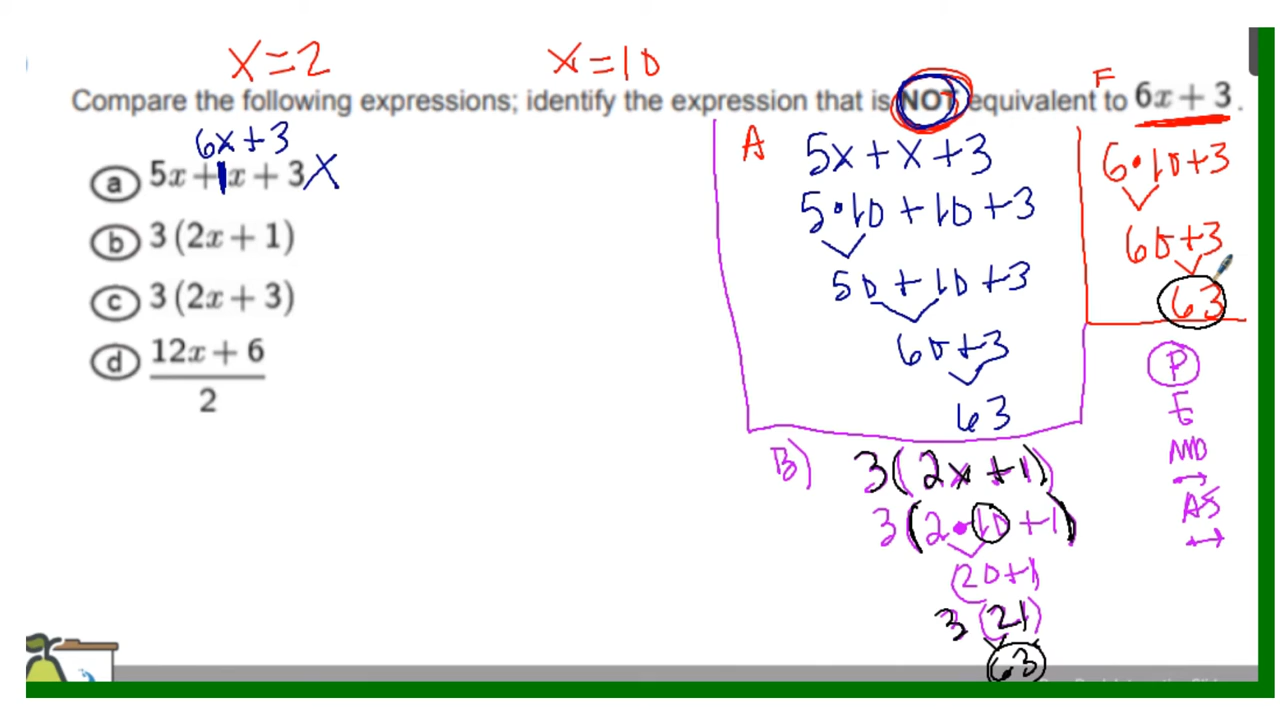 x=2
x=10
Compare the following expressions; identify the expression that is NOT equivalent to 6x + 3.
F
6x+3
a 5x + 1x + 3 X
b 3 (2x + 1)
c 3 (2x + 3)
d 12x + 6
2
A 5x + x + 3
5·10 + 10 + 3
50 + 10 + 3
60+3
63
6·10+3
60+3
63
P
E
MD
AS
B) 3(2x+1)
3(2·10+1)
(20+1)
3(21)
63